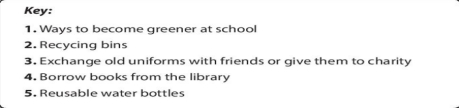 Key:
1. Ways to become greener at school
2. Recycing bins
3. Exchange old uniforms with friends or give them to charity
4. Borrow books from the library
5. Reusable water bottles